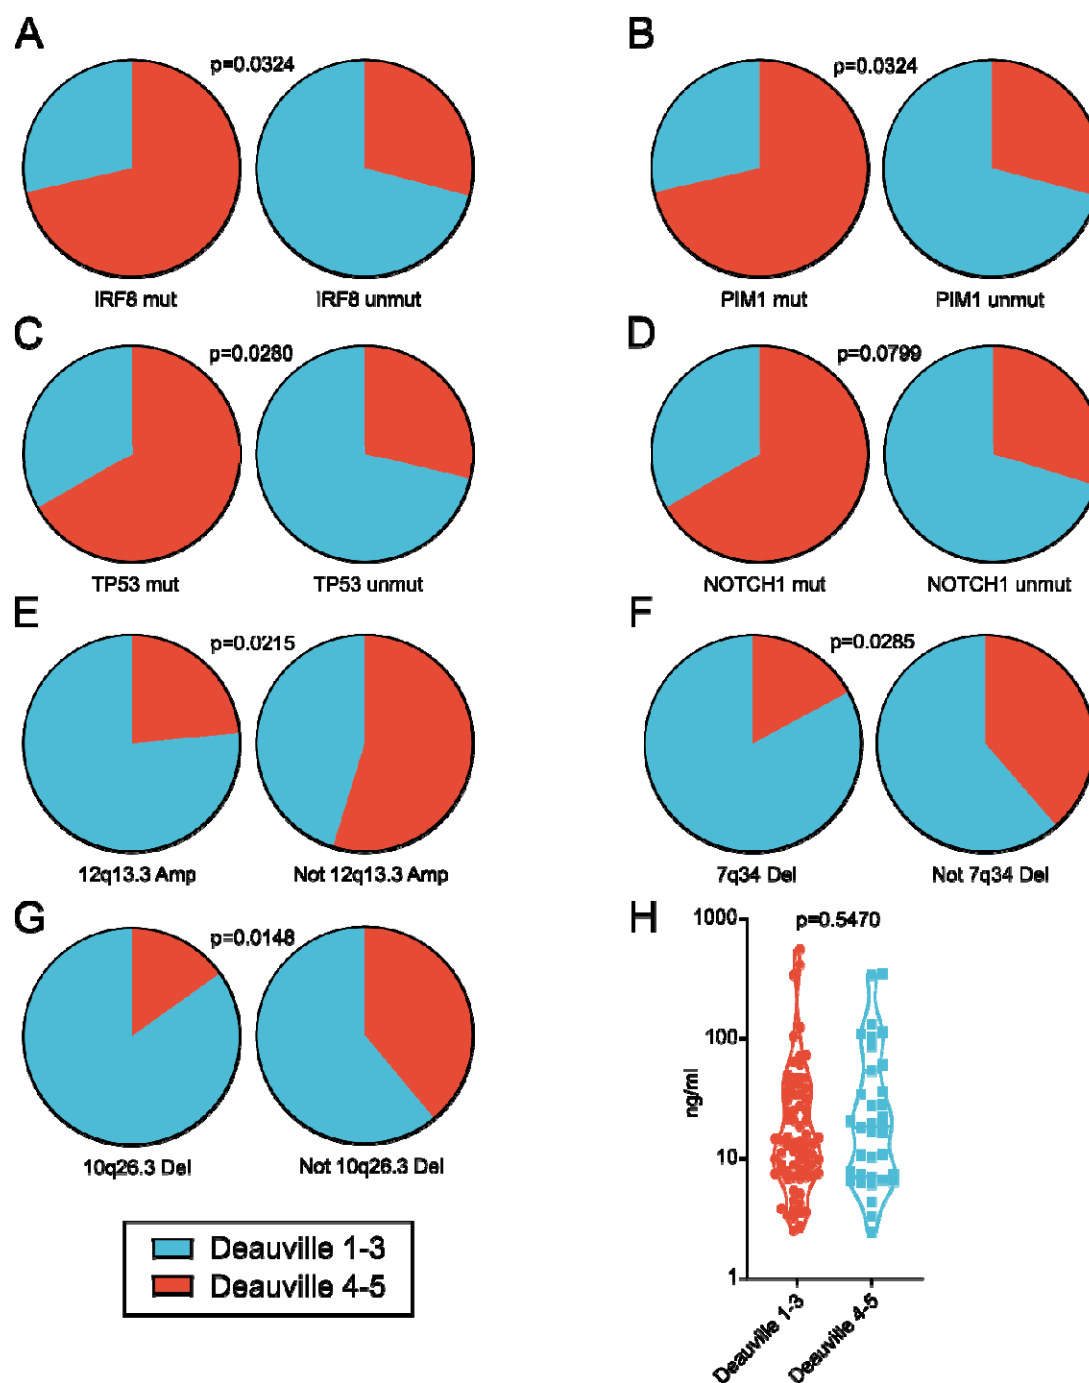 A
B
p=0.0324
p=0.0324
IRF8 mut
IRF8 unmut
PIM1 mut
PIM1 unmut
C
D
p=0.0280
p=0.0799
TP53 mut
TP53 unmut
NOTCH1 mut
NOTCH1 unmut
E
F
p=0.0215
p=0.0285
12q13.3 Amp
Not 12q13.3 Amp
7q34 Del
Not 7q34 Del
G
H
p=0.0148
p=0.5470
1000
100
10
1
ng/ml
10q26.3 Del
Not 10q26.3 Del
Deauville 1-3
Deauville 4-5
Deauville 1-3
Deauville 4-5